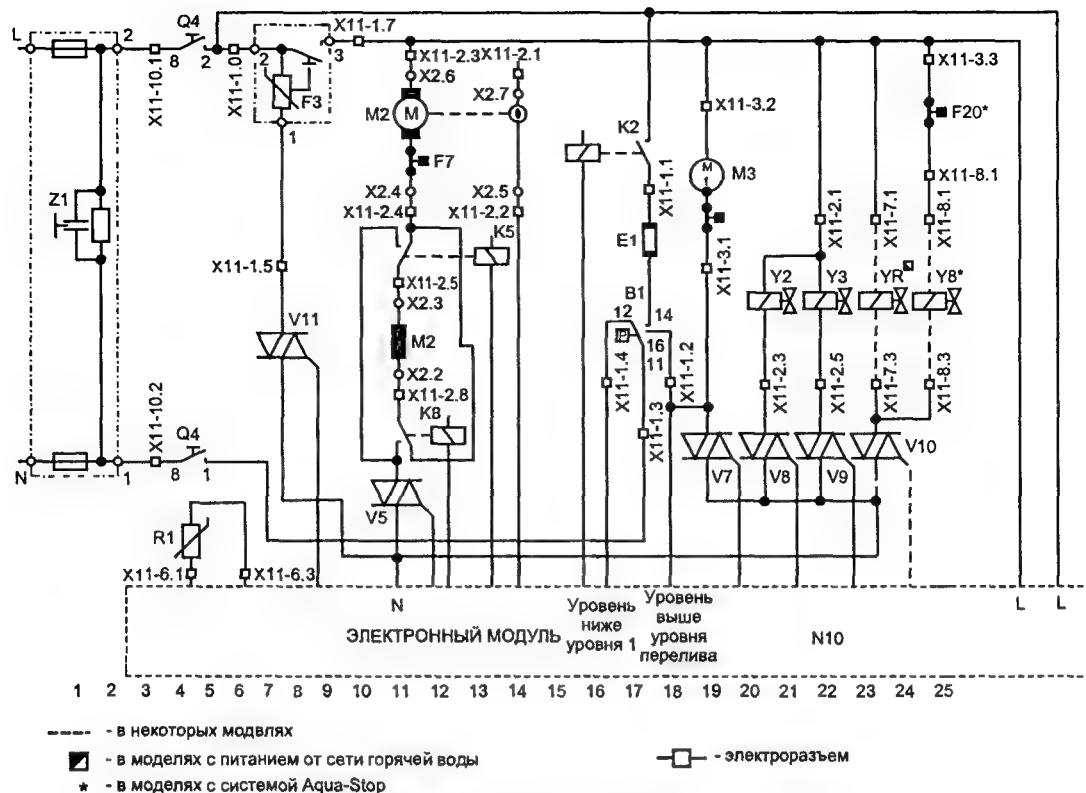 L
2
Q4
8
2
X11-10.1
X11-1.0
2
3
X11-1.7
F3
1
X11-2.3
X11-2.1
X2.6
X2.7
M2
M
F7
X2.4
X2.5
X11-2.4
X11-2.2
K5
X11-2.5
X2.3
M2
X2.2
X11-2.8
K8
V5
Z1
X11-1.5
V11
N
1
X11-10.2
Q4
8
1
R1
X11-6.1
X11-6.3
K2
X11-1.1
E1
B1
12
14
P
16
11
X11-1.4
X11-1.2
X11-1.3
X11-3.2
M
M3
X11-3.1
X11-3.3
F20*
X11-8.1
X11-2.1
X11-7.1
X11-8.1
Y2
Y3
YR
Y8*
X11-2.3
X11-2.5
X11-7.3
X11-8.3
V7
V8
V9
V10
N
ЭЛЕКТРОННЫЙ МОДУЛЬ
Уровень
ниже
уровня 1
Уровень
выше
уровня
перелива
N10
L
L
1 2 3 4 5 6 7 8 9 10 11 12 13 14 15 16 17 18 19 20 21 22 23 24 25
- в некоторых модвлях
- в моделях с питанием от сети горячей воды
* - в моделях с системой Aqua-Stop
- электроразъем